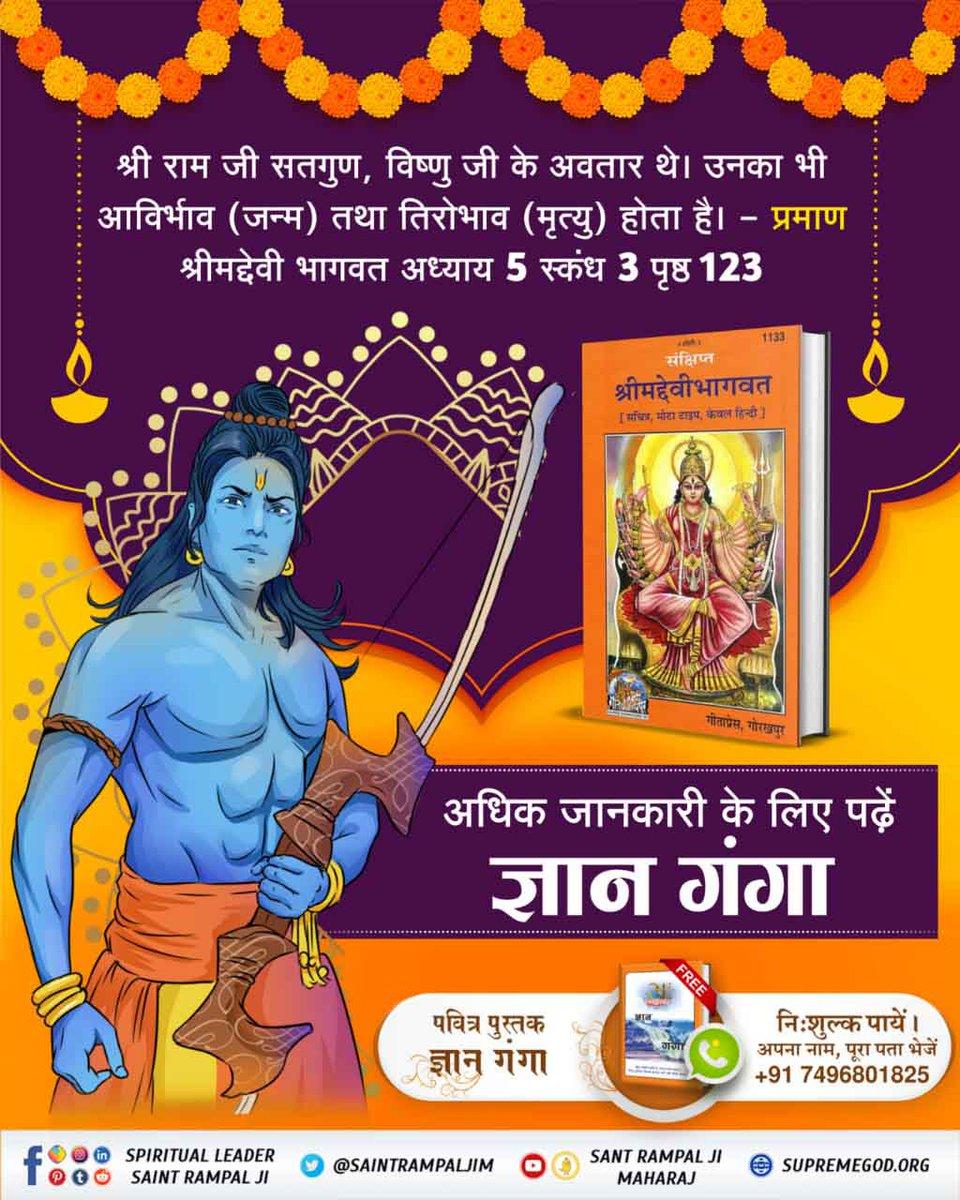 श्री राम जी सतगुण, विष्णु जी के अवतार थे। उनका भी
आविर्भाव (जन्म) तथा तिरोभाव (मृत्यु) होता है। – प्रमाण
श्रीमद्देवी भागवत अध्याय 5 स्कंध 3 पृष्ठ 123
1133
संक्षिप्त
श्रीमद्देवीभागवत
[ सचित्र, मोटा टाइप, केवल हिन्दी ]
गीताप्रेस, गोरखपुर
अधिक जानकारी के लिए पढ़ें
ज्ञान गंगा
पवित्र पुस्तक
ज्ञान गंगा
FREE
ज्ञान
गंगा
नि:शुल्क पायें।
अपना नाम, पूरा पता भेजें
+91 7496801825
SPIRITUAL LEADER
SAINT RAMPAL JI
@SAINTRAMPALJIM
SANT RAMPAL JI
MAHARAJ
SUPREMEGOD.ORG